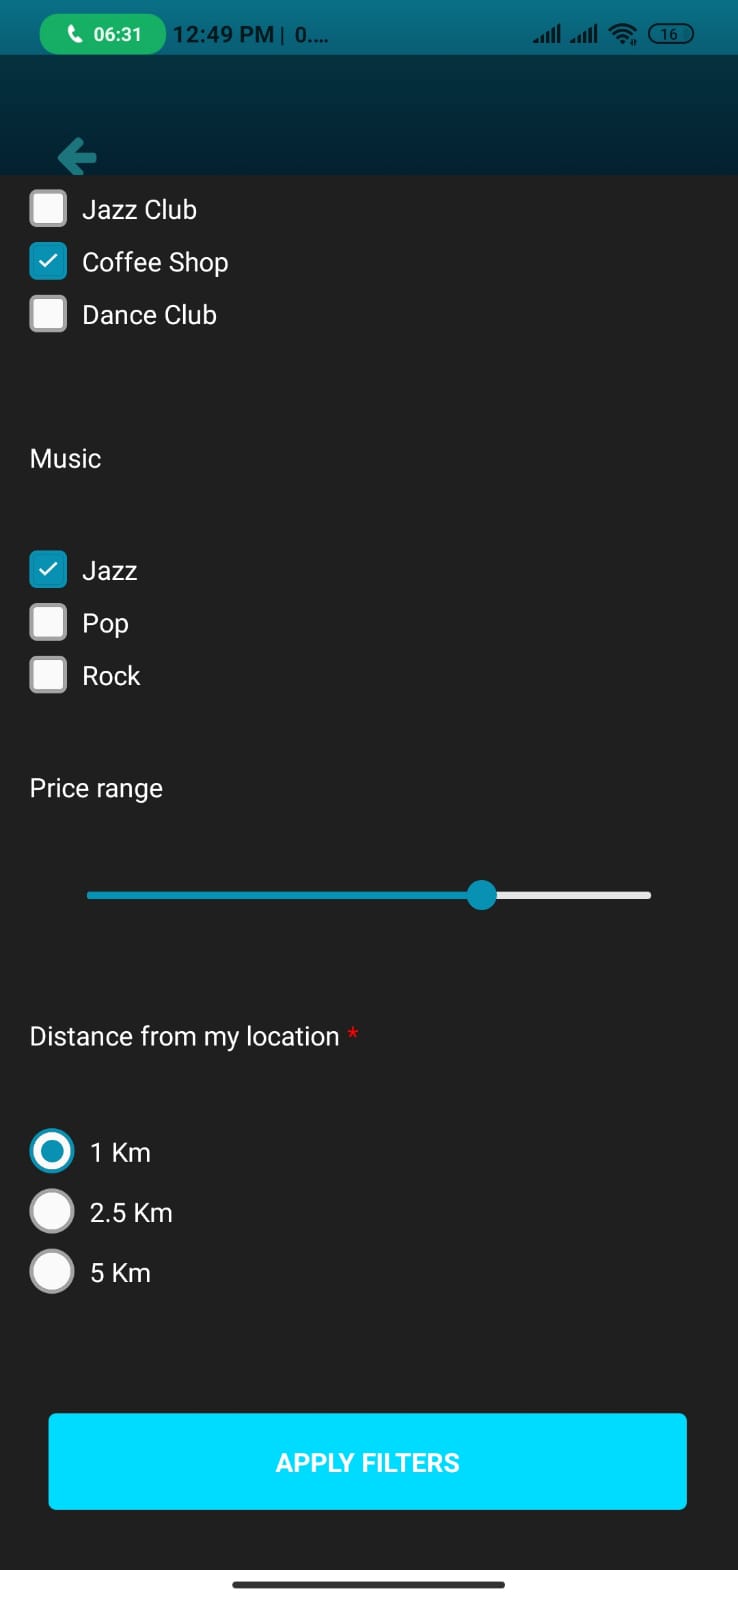 06:31 12:49 PM | 0.... 16
Jazz Club
Coffee Shop
Dance Club
Music
Jazz
Pop
Rock
Price range
Distance from my location *
1 Km
2.5 Km
5 Km
APPLY FILTERS